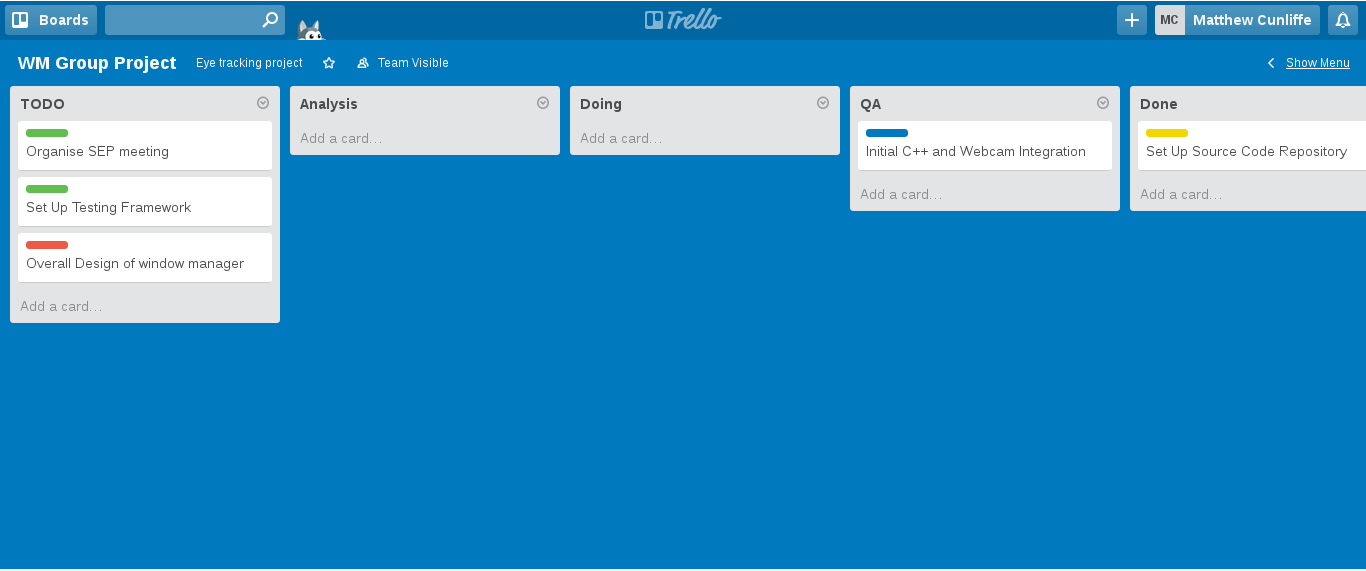 Boards
Trello
MC Matthew Cunliffe
WM Group Project Eye tracking project Team Visible Show Menu
TODO
Organise SEP meeting
Set Up Testing Framework
Overall Design of window manager
Add a card...
Analysis
Add a card...
Doing
Add a card...
QA
Initial C++ and Webcam Integration
Add a card...
Done
Set Up Source Code Repository
Add a card...